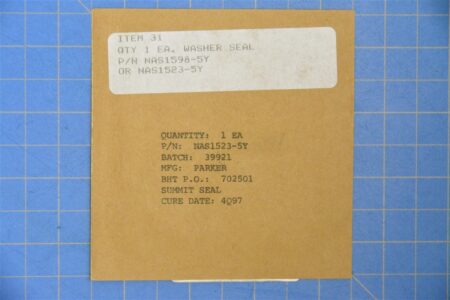 ITEM 31
QTY 1 EA. WASHER SEAL
P/N NAS1598-5Y
OR NAS1523-5Y
QUANTITY: 1 EA
P/N: NAS1523-5Y
BATCH: 39921
MFG: PARKER
BHT P.O.: 702501
SUMMIT SEAL
CURE DATE: 4Q97